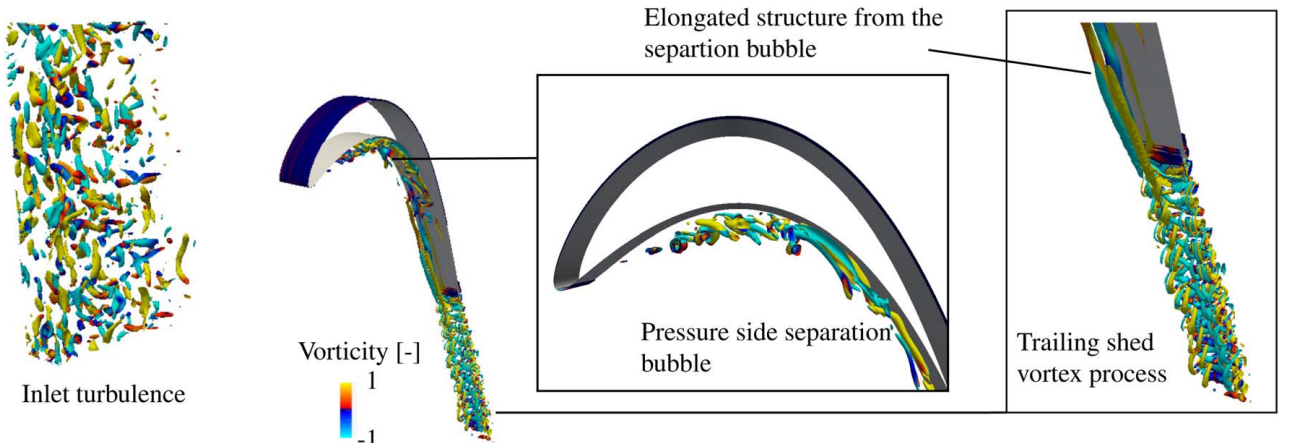 Elongated structure from the
separtion bubble
Inlet turbulence
Vorticity [-]
1
-1
Pressure side separation
bubble
Trailing shed
vortex process